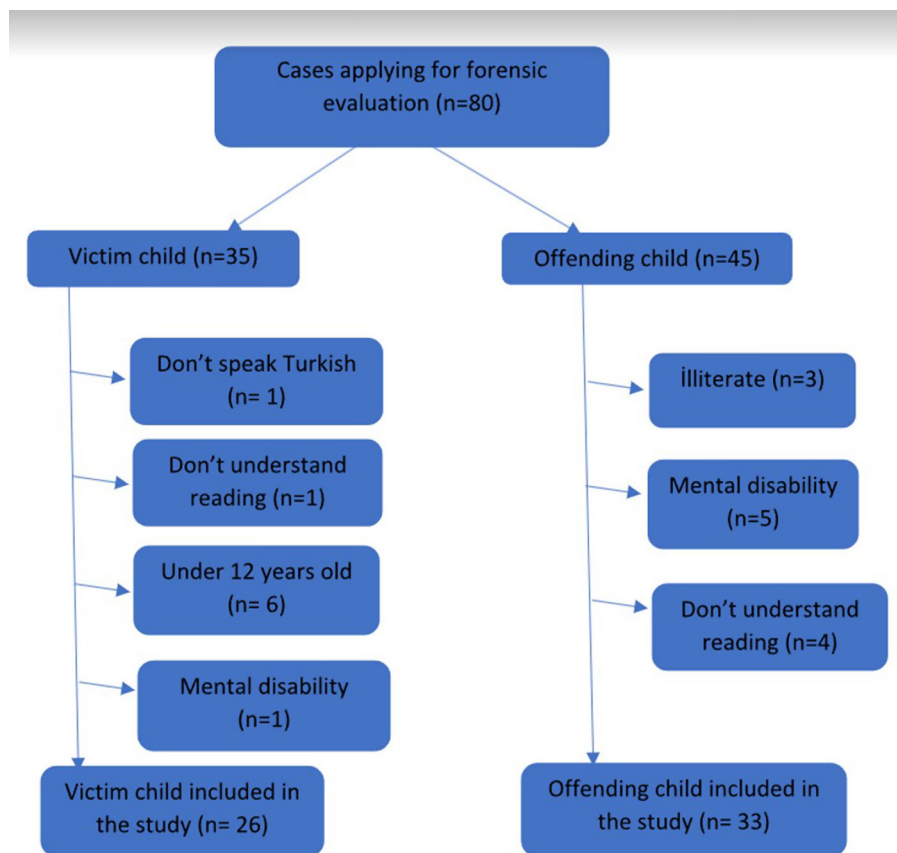 Cases applying for forensic
evaluation (n=80)
Victim child (n=35)
Offending child (n=45)
Don’t speak Turkish
(n= 1)
Don’t understand
reading (n=1)
Under 12 years old
(n= 6)
Mental disability
(n=1)
Victim child included in
the study (n= 26)
İlliterate (n=3)
Mental disability
(n=5)
Don’t understand
reading (n=4)
Offending child included in
the study (n= 33)